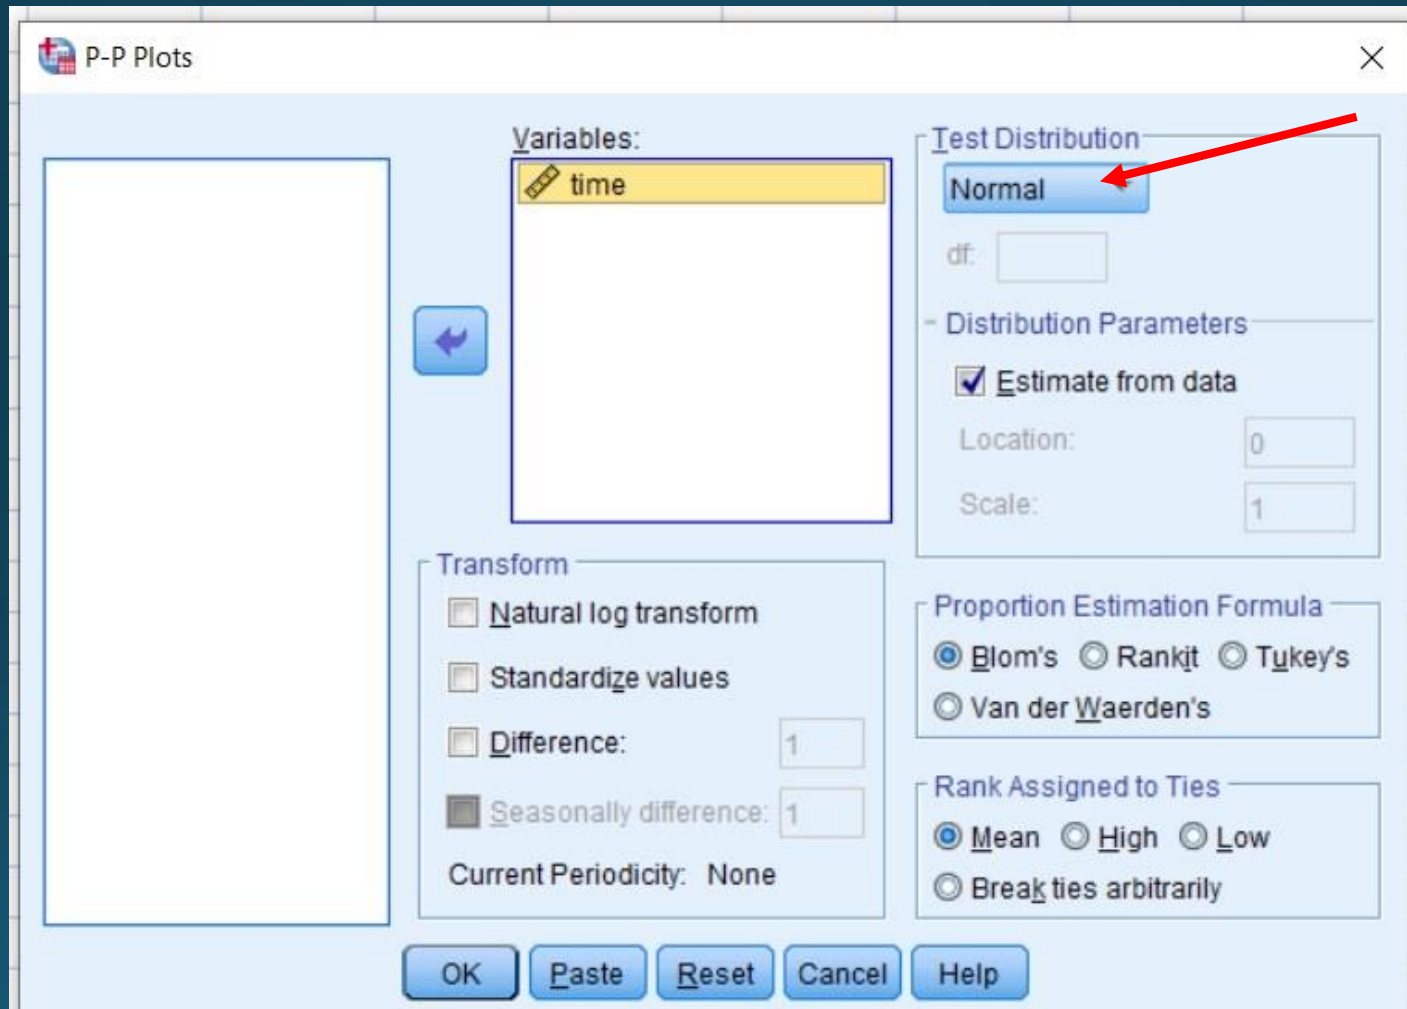 P-P Plots
Variables:
time
Test Distribution
Normal
df:
Distribution Parameters
Estimate from data
Location: 0
Scale: 1
Transform
Natural log transform
Standardize values
Difference: 1
Seasonally difference: 1
Current Periodicity: None
Proportion Estimation Formula
Blom's Rankit Tukey's
Van der Waerden's
Rank Assigned to Ties
Mean High Low
Break ties arbitrarily
OK Paste Reset Cancel Help